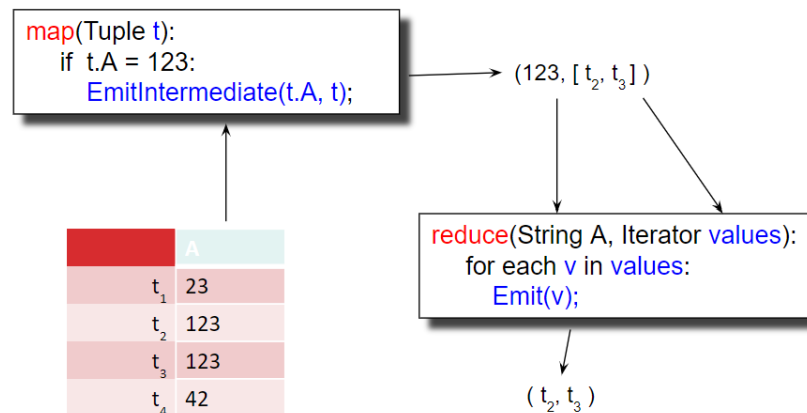 map(Tuple t):
if t.A = 123:
EmitIntermediate(t.A, t);
(123, [ t2, t3 ] )
A
t1 23
t2 123
t3 123
t4 42
reduce(String A, Iterator values):
for each v in values:
Emit(v);
( t2, t3 )